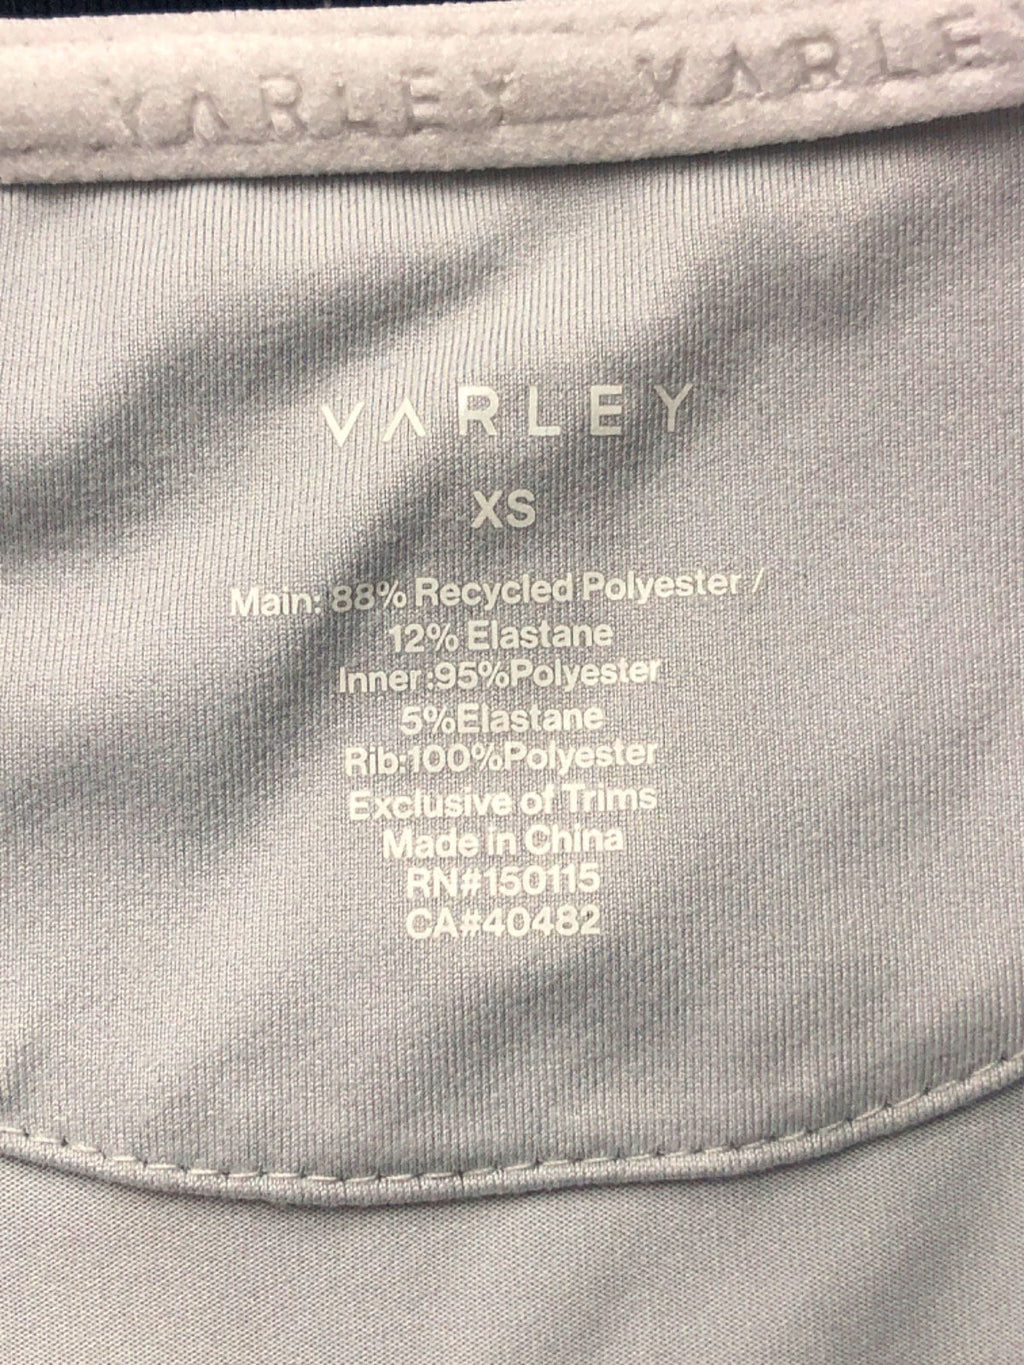 VARLEY VARLEY
VARLEY
XS
Main: 88% Recycled Polyester /
12% Elastane
Inner:95%Polyester
5%Elastane
Rib:100%Polyester
Exclusive of Trims
Made in China
RN#150115
CA#40482